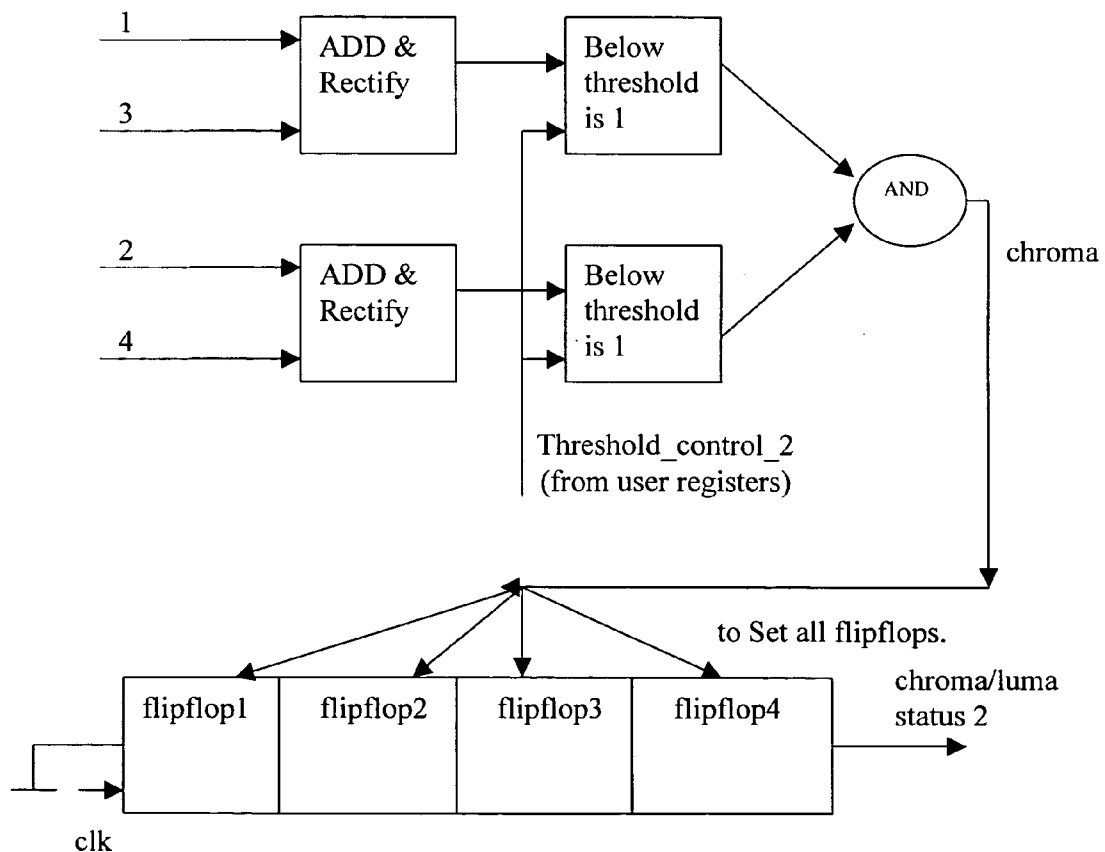 1
3
ADD &
Rectify
Below
threshold
is 1
AND
2
4
ADD &
Rectify
Below
threshold
is 1
chroma
Threshold_control_2
(from user registers)
to Set all flipflops.
flipflop1
flipflop2
flipflop3
flipflop4
chroma/luma
status 2
clk